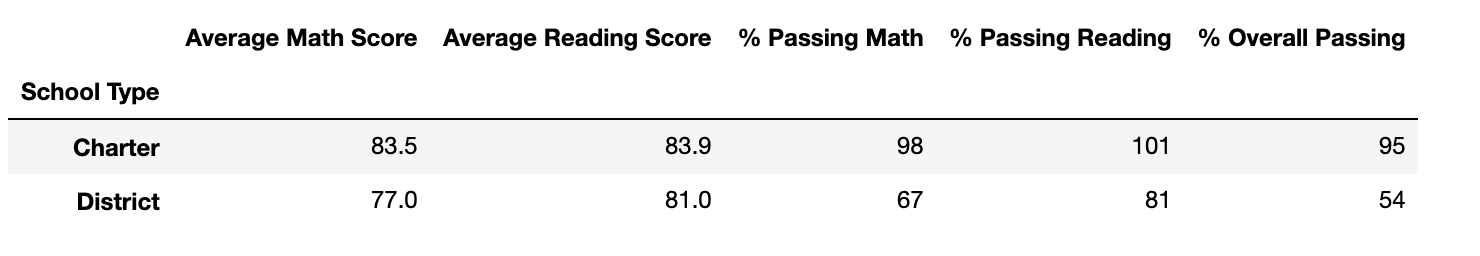 Average Math Score Average Reading Score % Passing Math % Passing Reading % Overall Passing
School Type
Charter 83.5 83.9 98 101 95
District 77.0 81.0 67 81 54